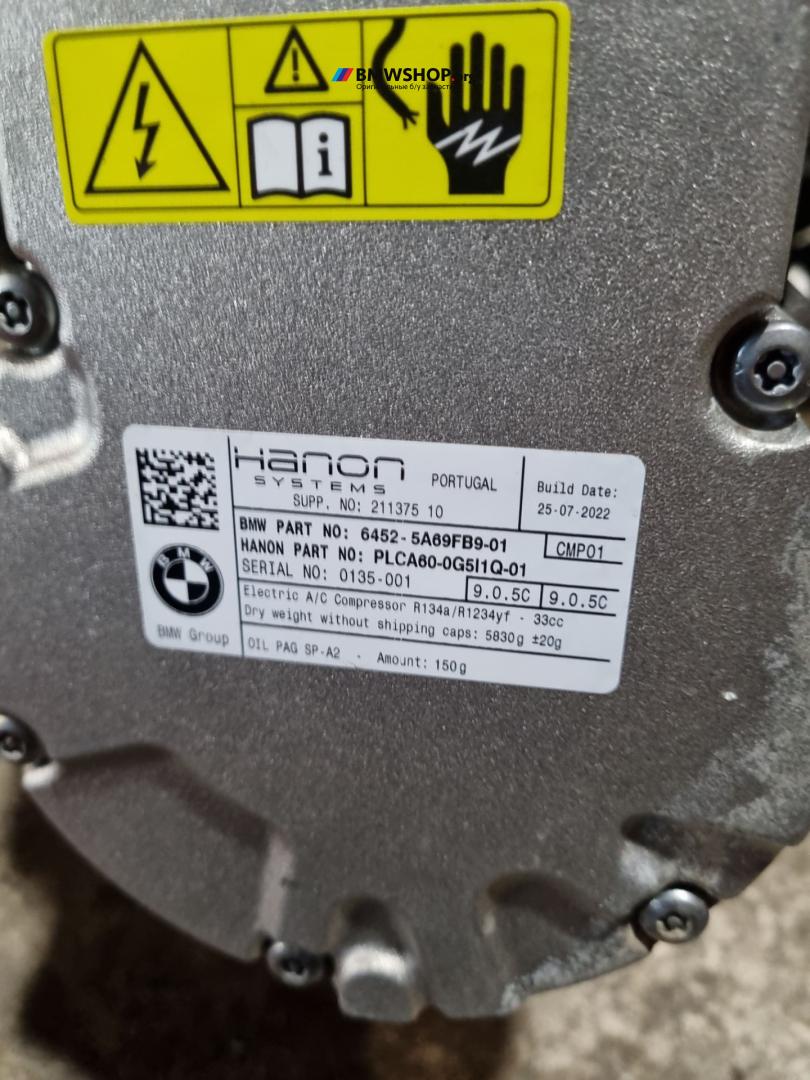 BMWSHOP.org
Оригинальные б/у запчасти
i
Hanon
SYSTEMS
PORTUGAL
SUPP. NO: 211375 10
Build Date:
25-07-2022
BMW PART NO: 6452-5A69FB9-01
CMP01
HANON PART NO: PLCA60-0G5I1Q-01
SERIAL NO: 0135-001
9.0.5C 9.0.5C
Electric A/C Compressor R134a/R1234yf - 33cc
Dry weight without shipping caps: 5830g ±20g
OIL PAG SP-A2 - Amount: 150g
BMW
BMW Group